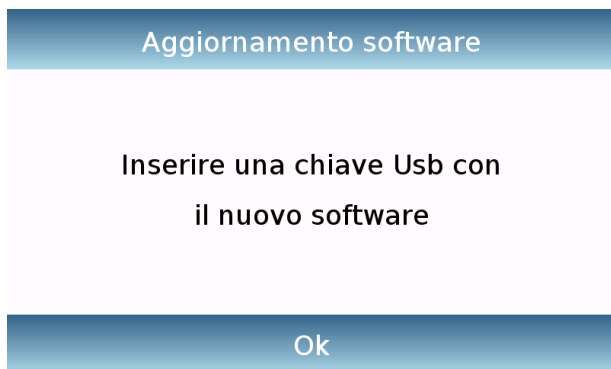 Aggiornamento software
Inserire una chiave Usb con
il nuovo software
Ok